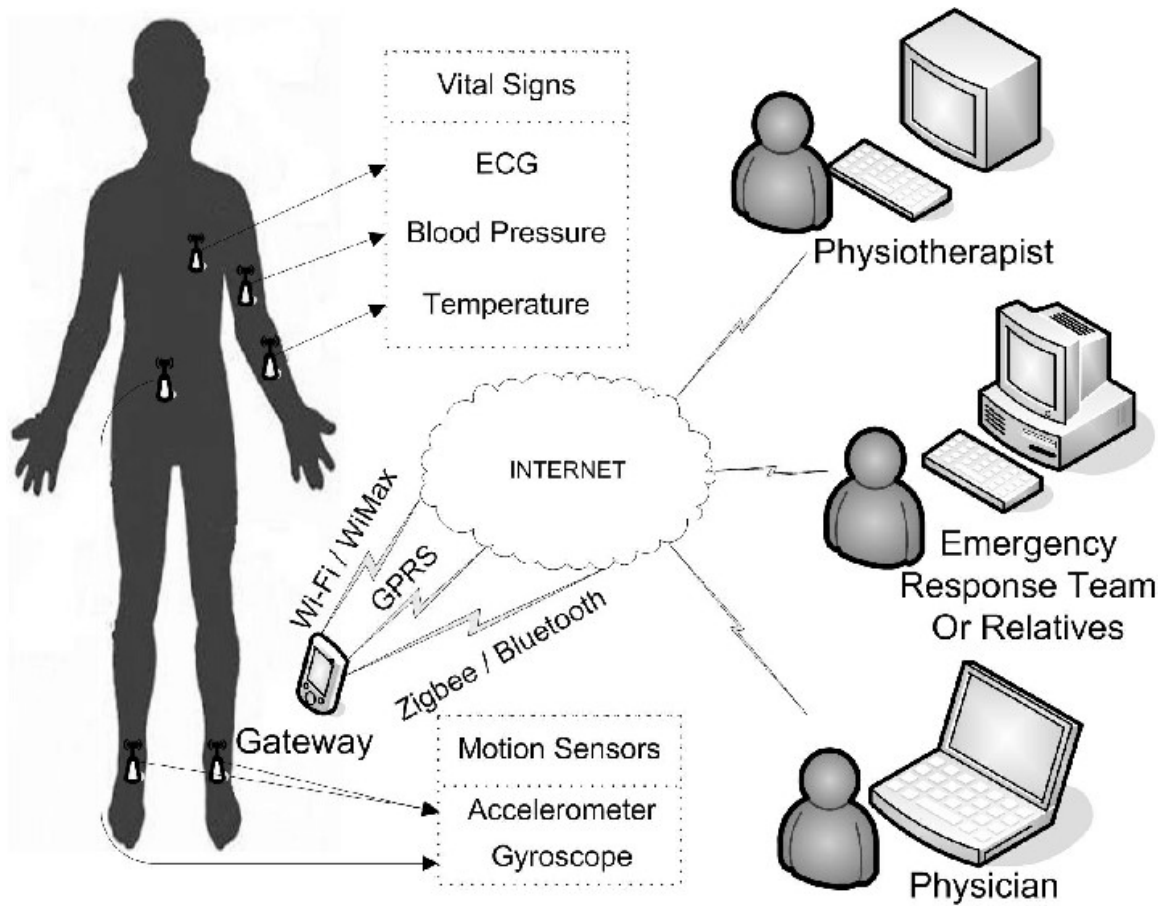 Vital Signs
ECG
Blood Pressure
Temperature
Physiotherapist
INTERNET
Emergency
Response Team
Or Relatives
Wi-Fi / WiMax
GPRS
Zigbee / Bluetooth
Gateway
Motion Sensors
Accelerometer
Gyroscope
Physician